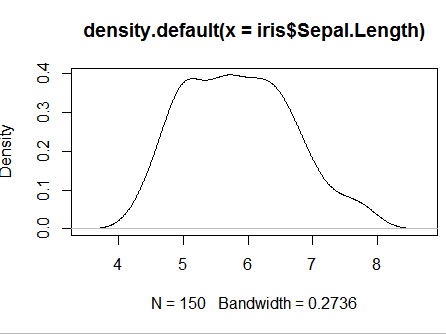 density.default(x = iris$Sepal.Length)
Density
0.4
0.3
0.2
0.1
0.0
4 5 6 7 8
N = 150 Bandwidth = 0.2736